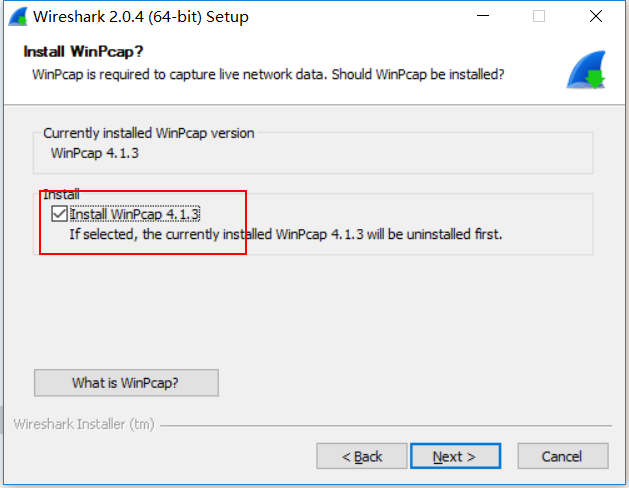 Wireshark 2.0.4 (64-bit) Setup
Install WinPcap?
WinPcap is required to capture live network data. Should WinPcap be installed?
Currently installed WinPcap version
WinPcap 4.1.3
Install
Install WinPcap 4.1.3
If selected, the currently installed WinPcap 4.1.3 will be uninstalled first.
What is WinPcap?
Wireshark Installer (tm)
< Back
Next >
Cancel